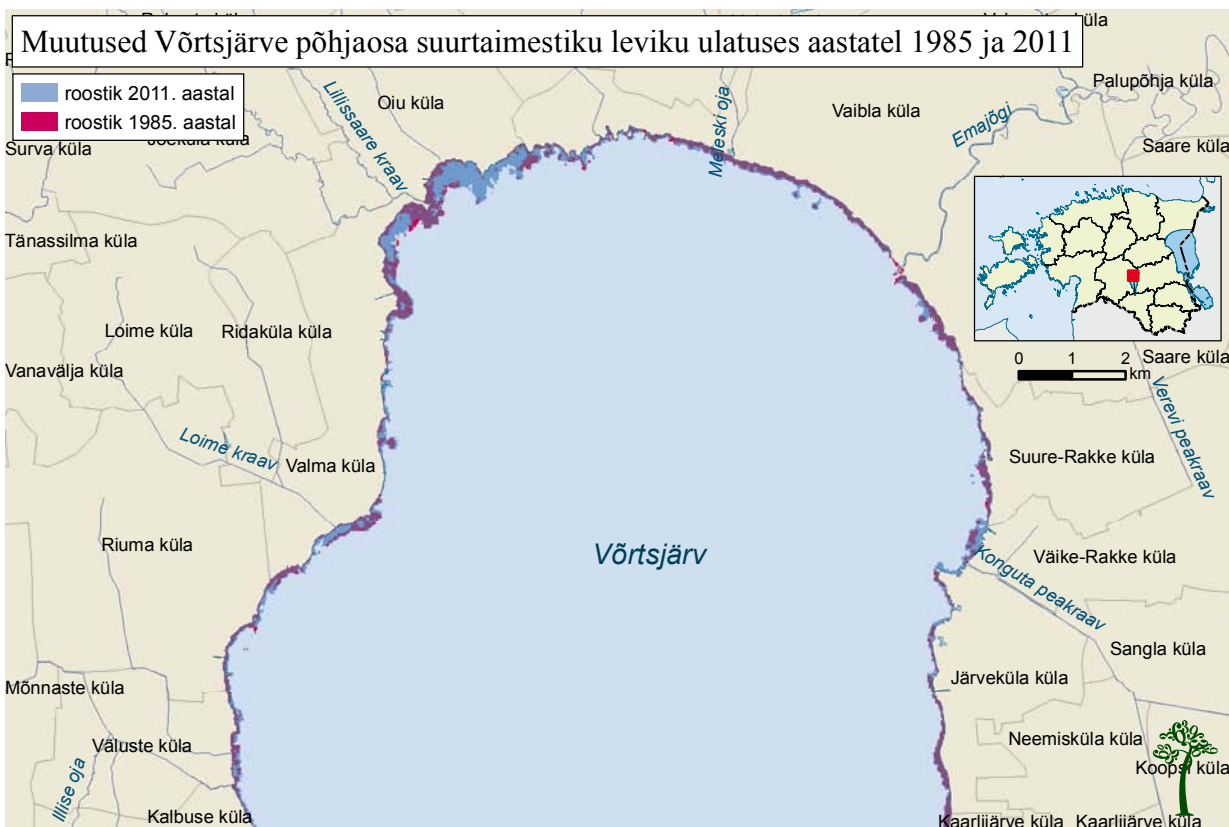 Muutused Võrtsjärve põhjaosa suurtaimestiku leviku ulatuses aastatel 1985 ja 2011
roostik 2011. aastal
roostik 1985. aastal
Palupõhja küla
Oiu küla
Vaibla küla
Lillissaare kraav
Meleski oja
Emajõgi
Surva küla
Saare küla
Tänassilma küla
Loime küla
Ridaküla küla
Vanavälja küla
0 1 2
km
Saare küla
Verevi peakraav
Loime kraav
Valma küla
Suure-Rakke küla
Riuma küla
Võrtsjärv
Väike-Rakke küla
Konguta peakraav
Sangla küla
Järveküla küla
Mõnnaste küla
Väluste küla
Neemisküla küla
Koopsi küla
Illise oja
Kalbuse küla
Kaarlijärve küla
Kaarlijärve küla